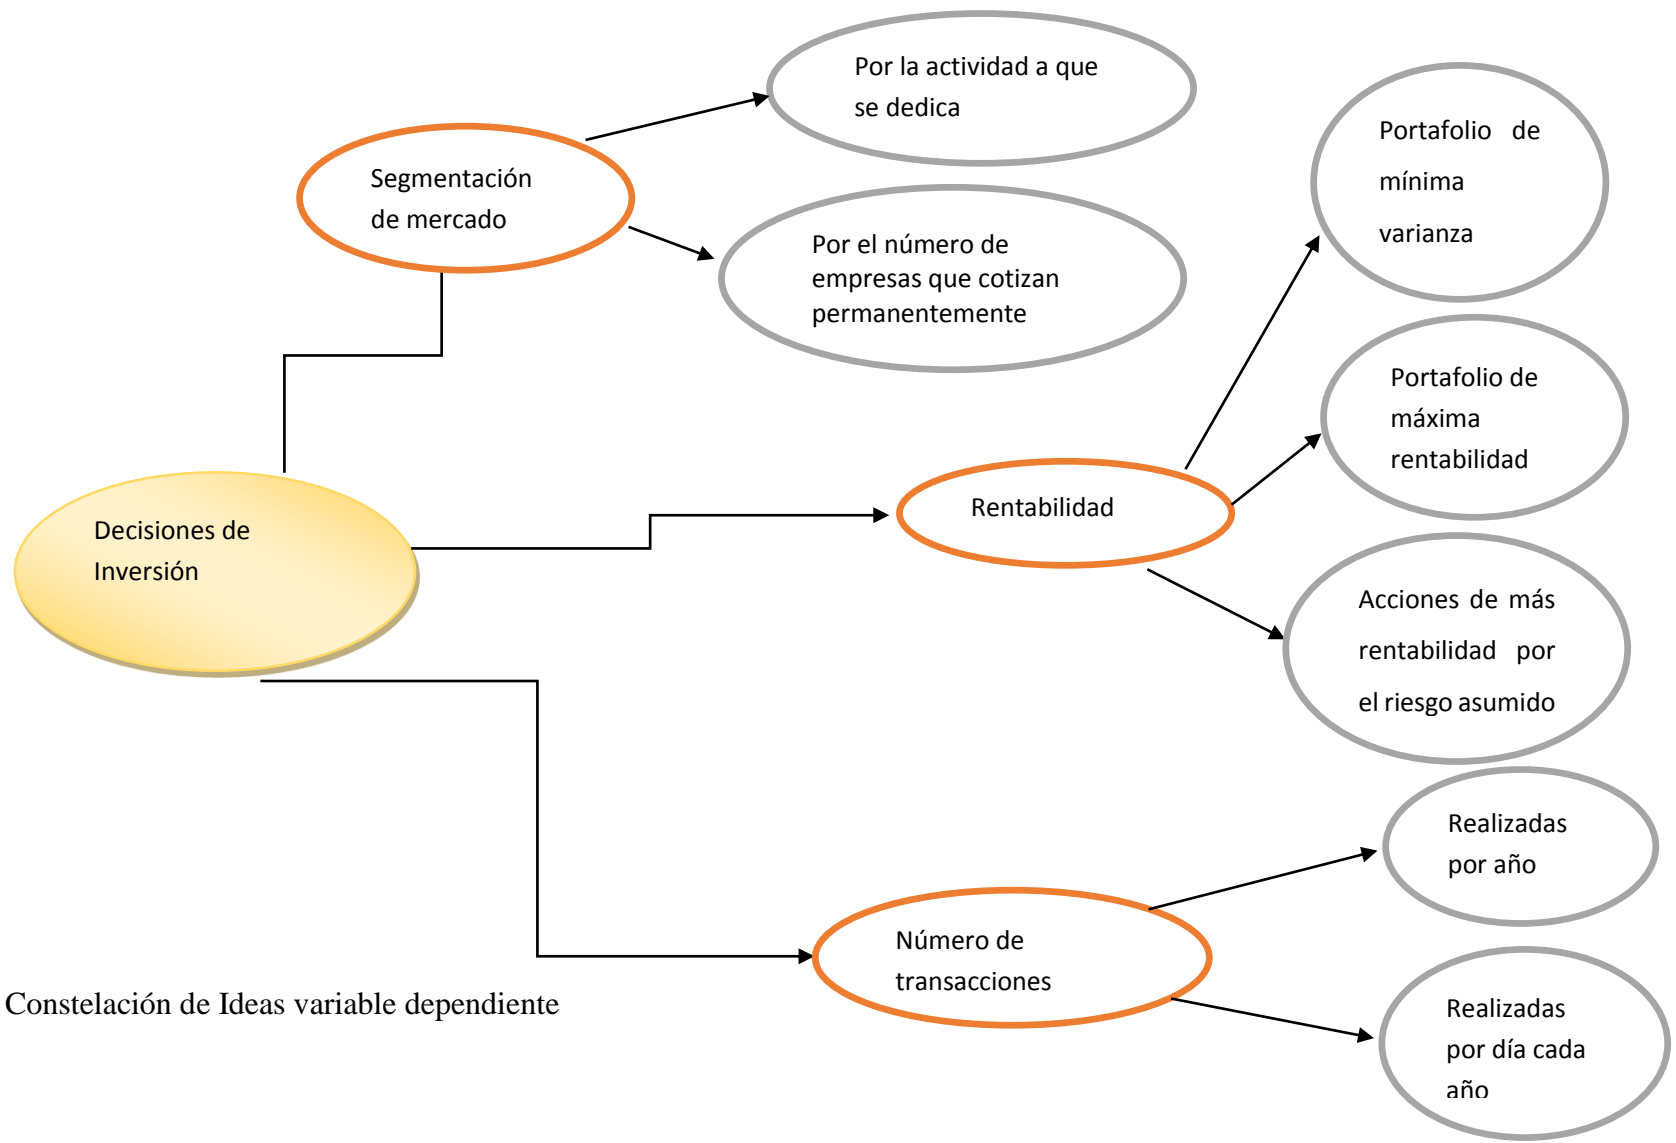 Por la actividad a que
se dedica
Segmentación
de mercado
Por el número de
empresas que cotizan
permanentemente
Portafolio de
mínima
varianza
Portafolio de
máxima
rentabilidad
Decisiones de
Inversión
Rentabilidad
Acciones de más
rentabilidad por
el riesgo asumido
Realizadas
por año
Número de
transacciones
Realizadas
por día cada
año
Constelación de Ideas variable dependiente